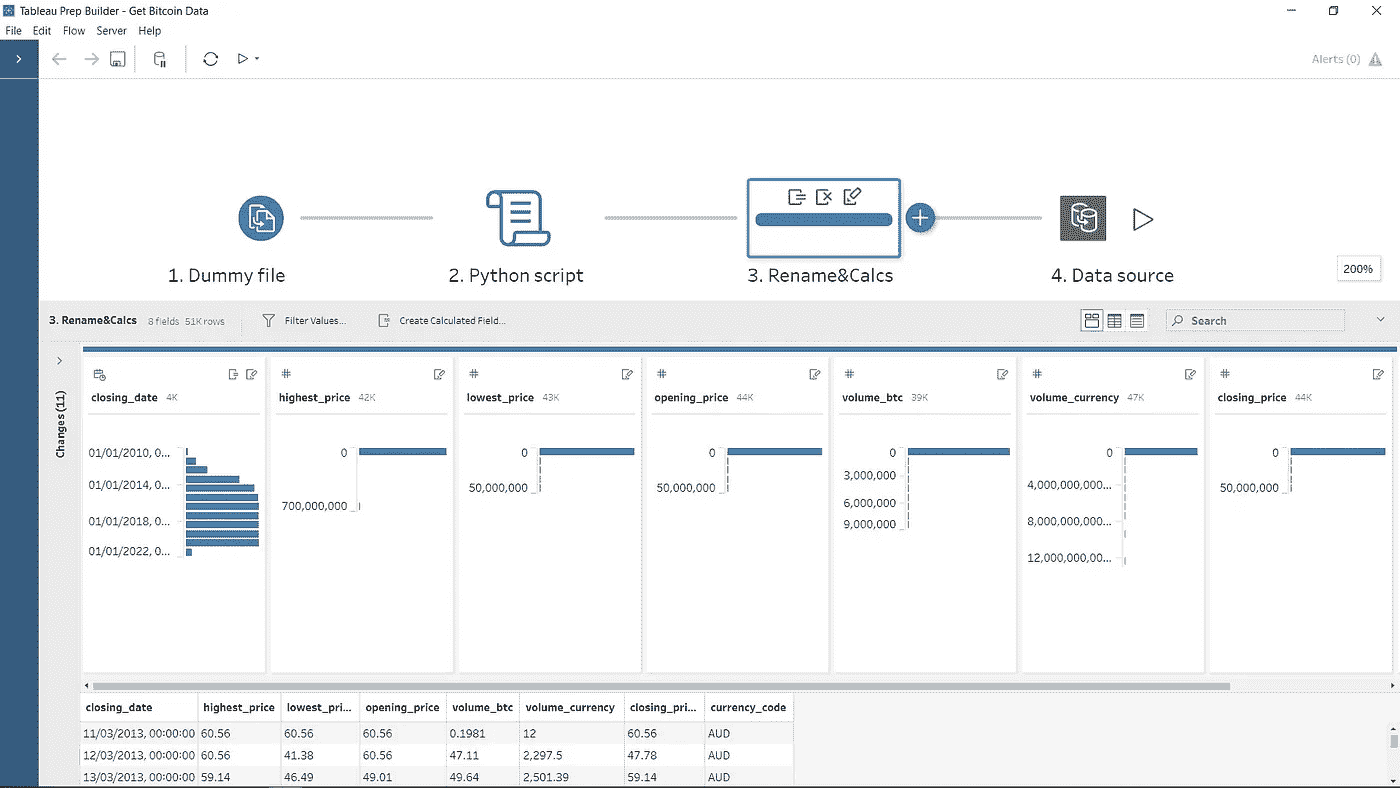 Tableau Prep Builder - Get Bitcoin Data
File Edit Flow Server Help
Alerts (0)
1. Dummy file 2. Python script 3. Rename&Calcs 4. Data source
200%
3. Rename&Calcs 8 fields 51K rows Filter Values... Create Calculated Field... Search
Changes (11)
closing_date 4K highest_price 42K lowest_price 43K opening_price 44K volume_btc 39K volume_currency 47K closing_price 44K
01/01/2010, 0... 0 0 0 0 0 0
3,000,000
01/01/2014, 0... 50,000,000 50,000,000 4,000,000,000... 50,000,000
700,000,000 6,000,000
01/01/2018, 0... 9,000,000 8,000,000,000...
01/01/2022, 0... 12,000,000,00...
closing_date highest_price lowest_pri... opening_price volume_btc volume_currency closing_pri... currency_code
11/03/2013, 00:00:00 60.56 60.56 60.56 0.1981 12 60.56 AUD
12/03/2013, 00:00:00 60.56 41.38 60.56 47.11 2,297.5 47.78 AUD
13/03/2013, 00:00:00 59.14 46.49 49.01 49.64 2,501.39 59.14 AUD